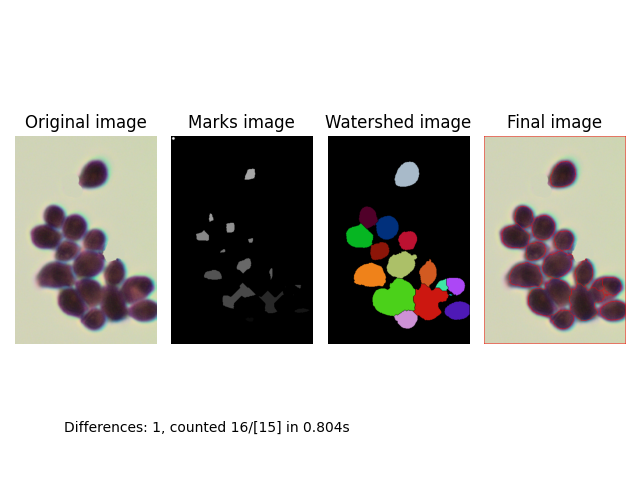 Original image
Marks image
Watershed image
Final image
Differences: 1, counted 16/[15] in 0.804s